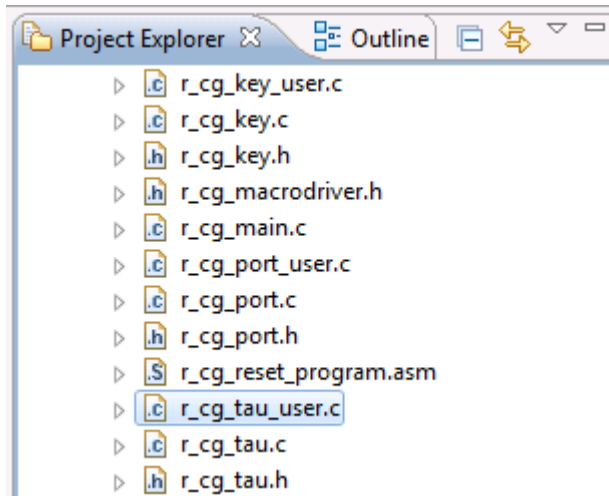 Project Explorer Outline
.c r_cg_key_user.c
.c r_cg_key.c
.h r_cg_key.h
.h r_cg_macrodriver.h
.c r_cg_main.c
.c r_cg_port_user.c
.c r_cg_port.c
.h r_cg_port.h
.S r_cg_reset_program.asm
.c r_cg_tau_user.c
.c r_cg_tau.c
.h r_cg_tau.h